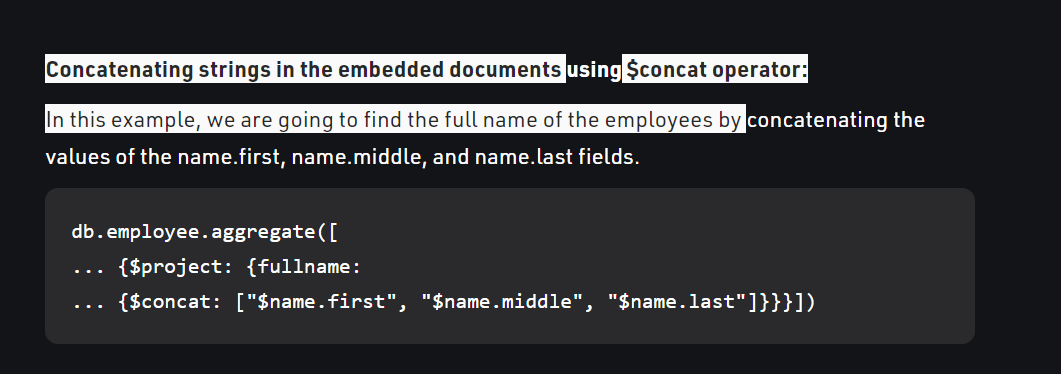 Concatenating strings in the embedded documents using $concat operator:
In this example, we are going to find the full name of the employees by concatenating the
values of the name.first, name.middle, and name.last fields.
db.employee.aggregate([
... {$project: {fullname:
... {$concat: ["$name.first", "$name.middle", "$name.last"]}}}])